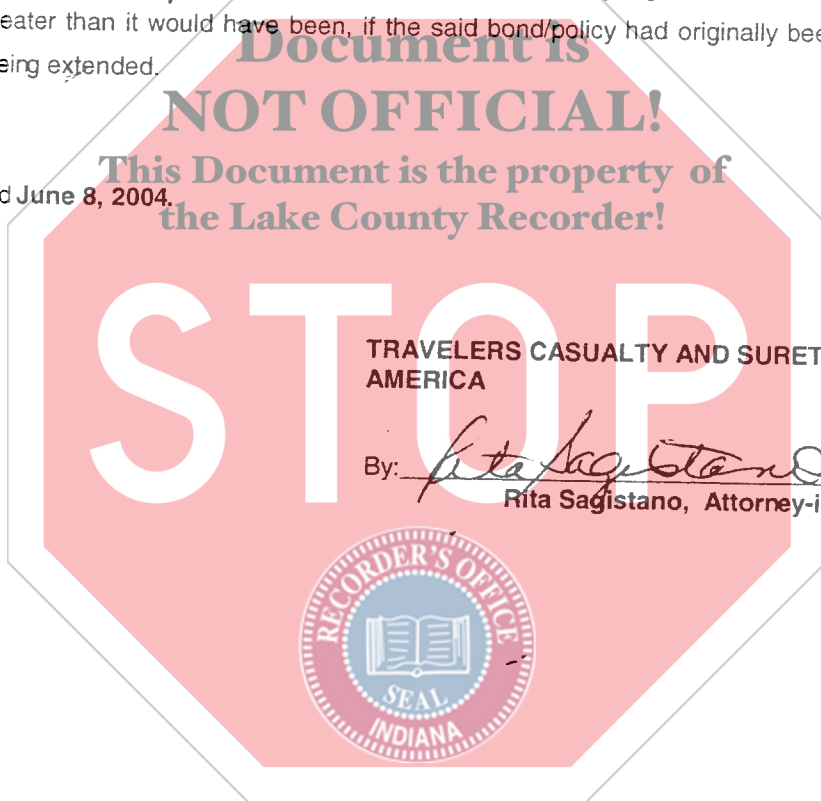 eater than it would have been, if the said bond/policy had originally bee
eing extended.
Document is
NOT OFFICIAL!
This Document is the property of
the Lake County Recorder!
d June 8, 2004.
STOP
TRAVELERS CASUALTY AND SURET
AMERICA
By: Rita Sagistano
Rita Sagistano, Attorney-i
RECORDER'S OFFICE
SEAL
INDIANA